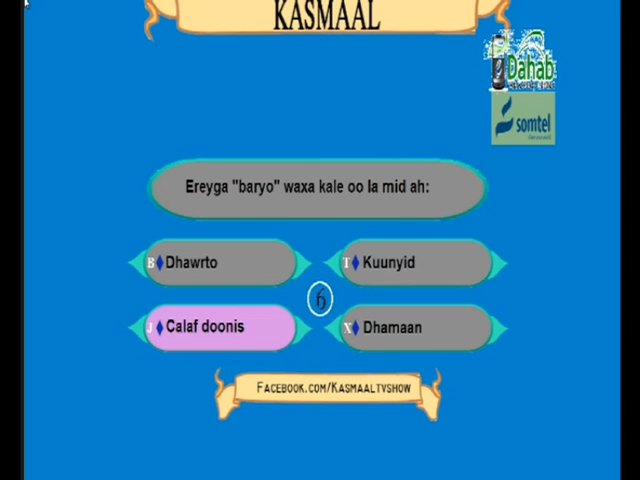 KASMAAL
Dahab
somtel
Ereyga "baryo" waxa kale oo la mid ah:
B Dhawrto
T Kuunyid
6
J Calaf doonis
X Dhamaan
FACEBOOK.COM/KASMAALTVSHOW